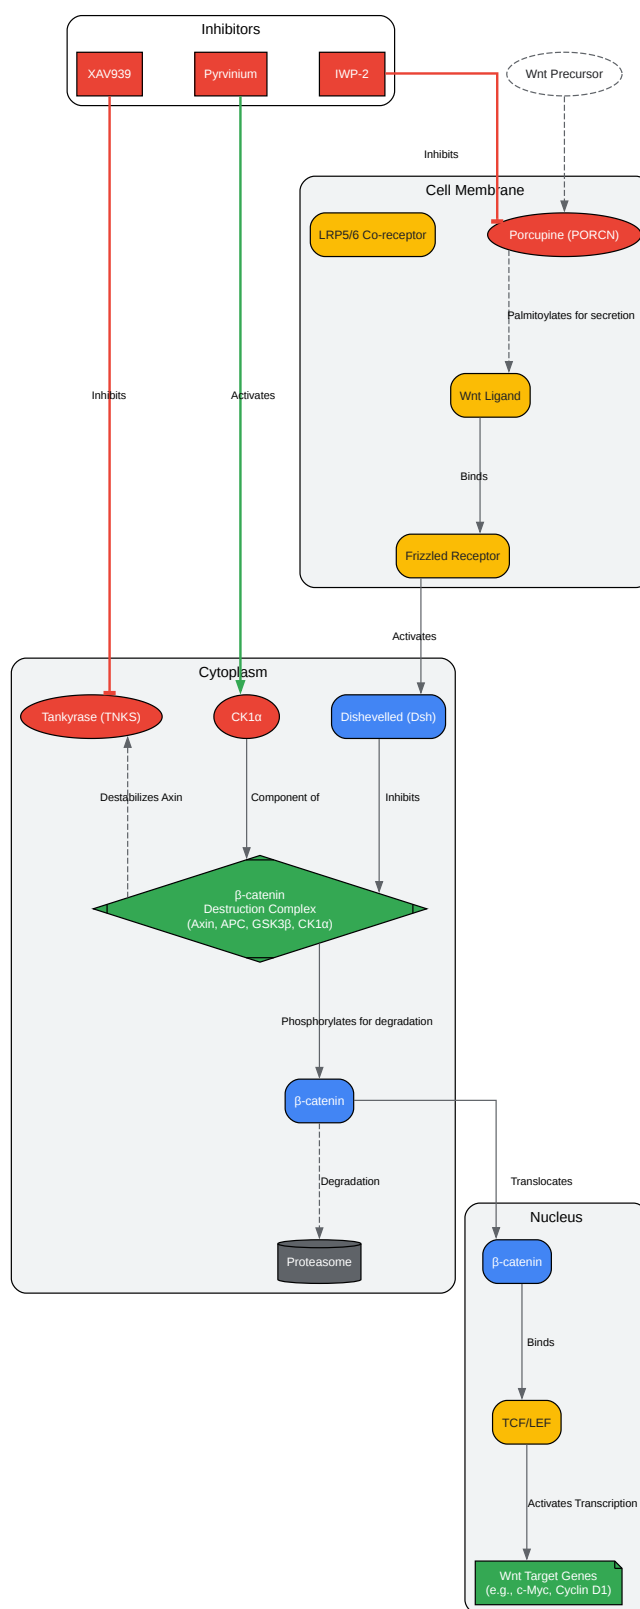 Inhibitors
XAV939
Pyrvinium
IWP-2
Wnt Precursor
Inhibits
Cell Membrane
LRP5/6 Co-receptor
Porcupine (PORCN)
Palmitoylates for secretion
Wnt Ligand
Inhibits
Activates
Binds
Frizzled Receptor
Activates
Cytoplasm
Tankyrase (TNKS)
CK1α
Dishevelled (Dsh)
Destabilizes Axin
Component of
Inhibits
β-catenin
Destruction Complex
(Axin, APC, GSK3β, CK1α)
Phosphorylates for degradation
β-catenin
Degradation
Translocates
Nucleus
Proteasome
β-catenin
Binds
TCF/LEF
Activates Transcription
Wnt Target Genes
(e.g., c-Myc, Cyclin D1)